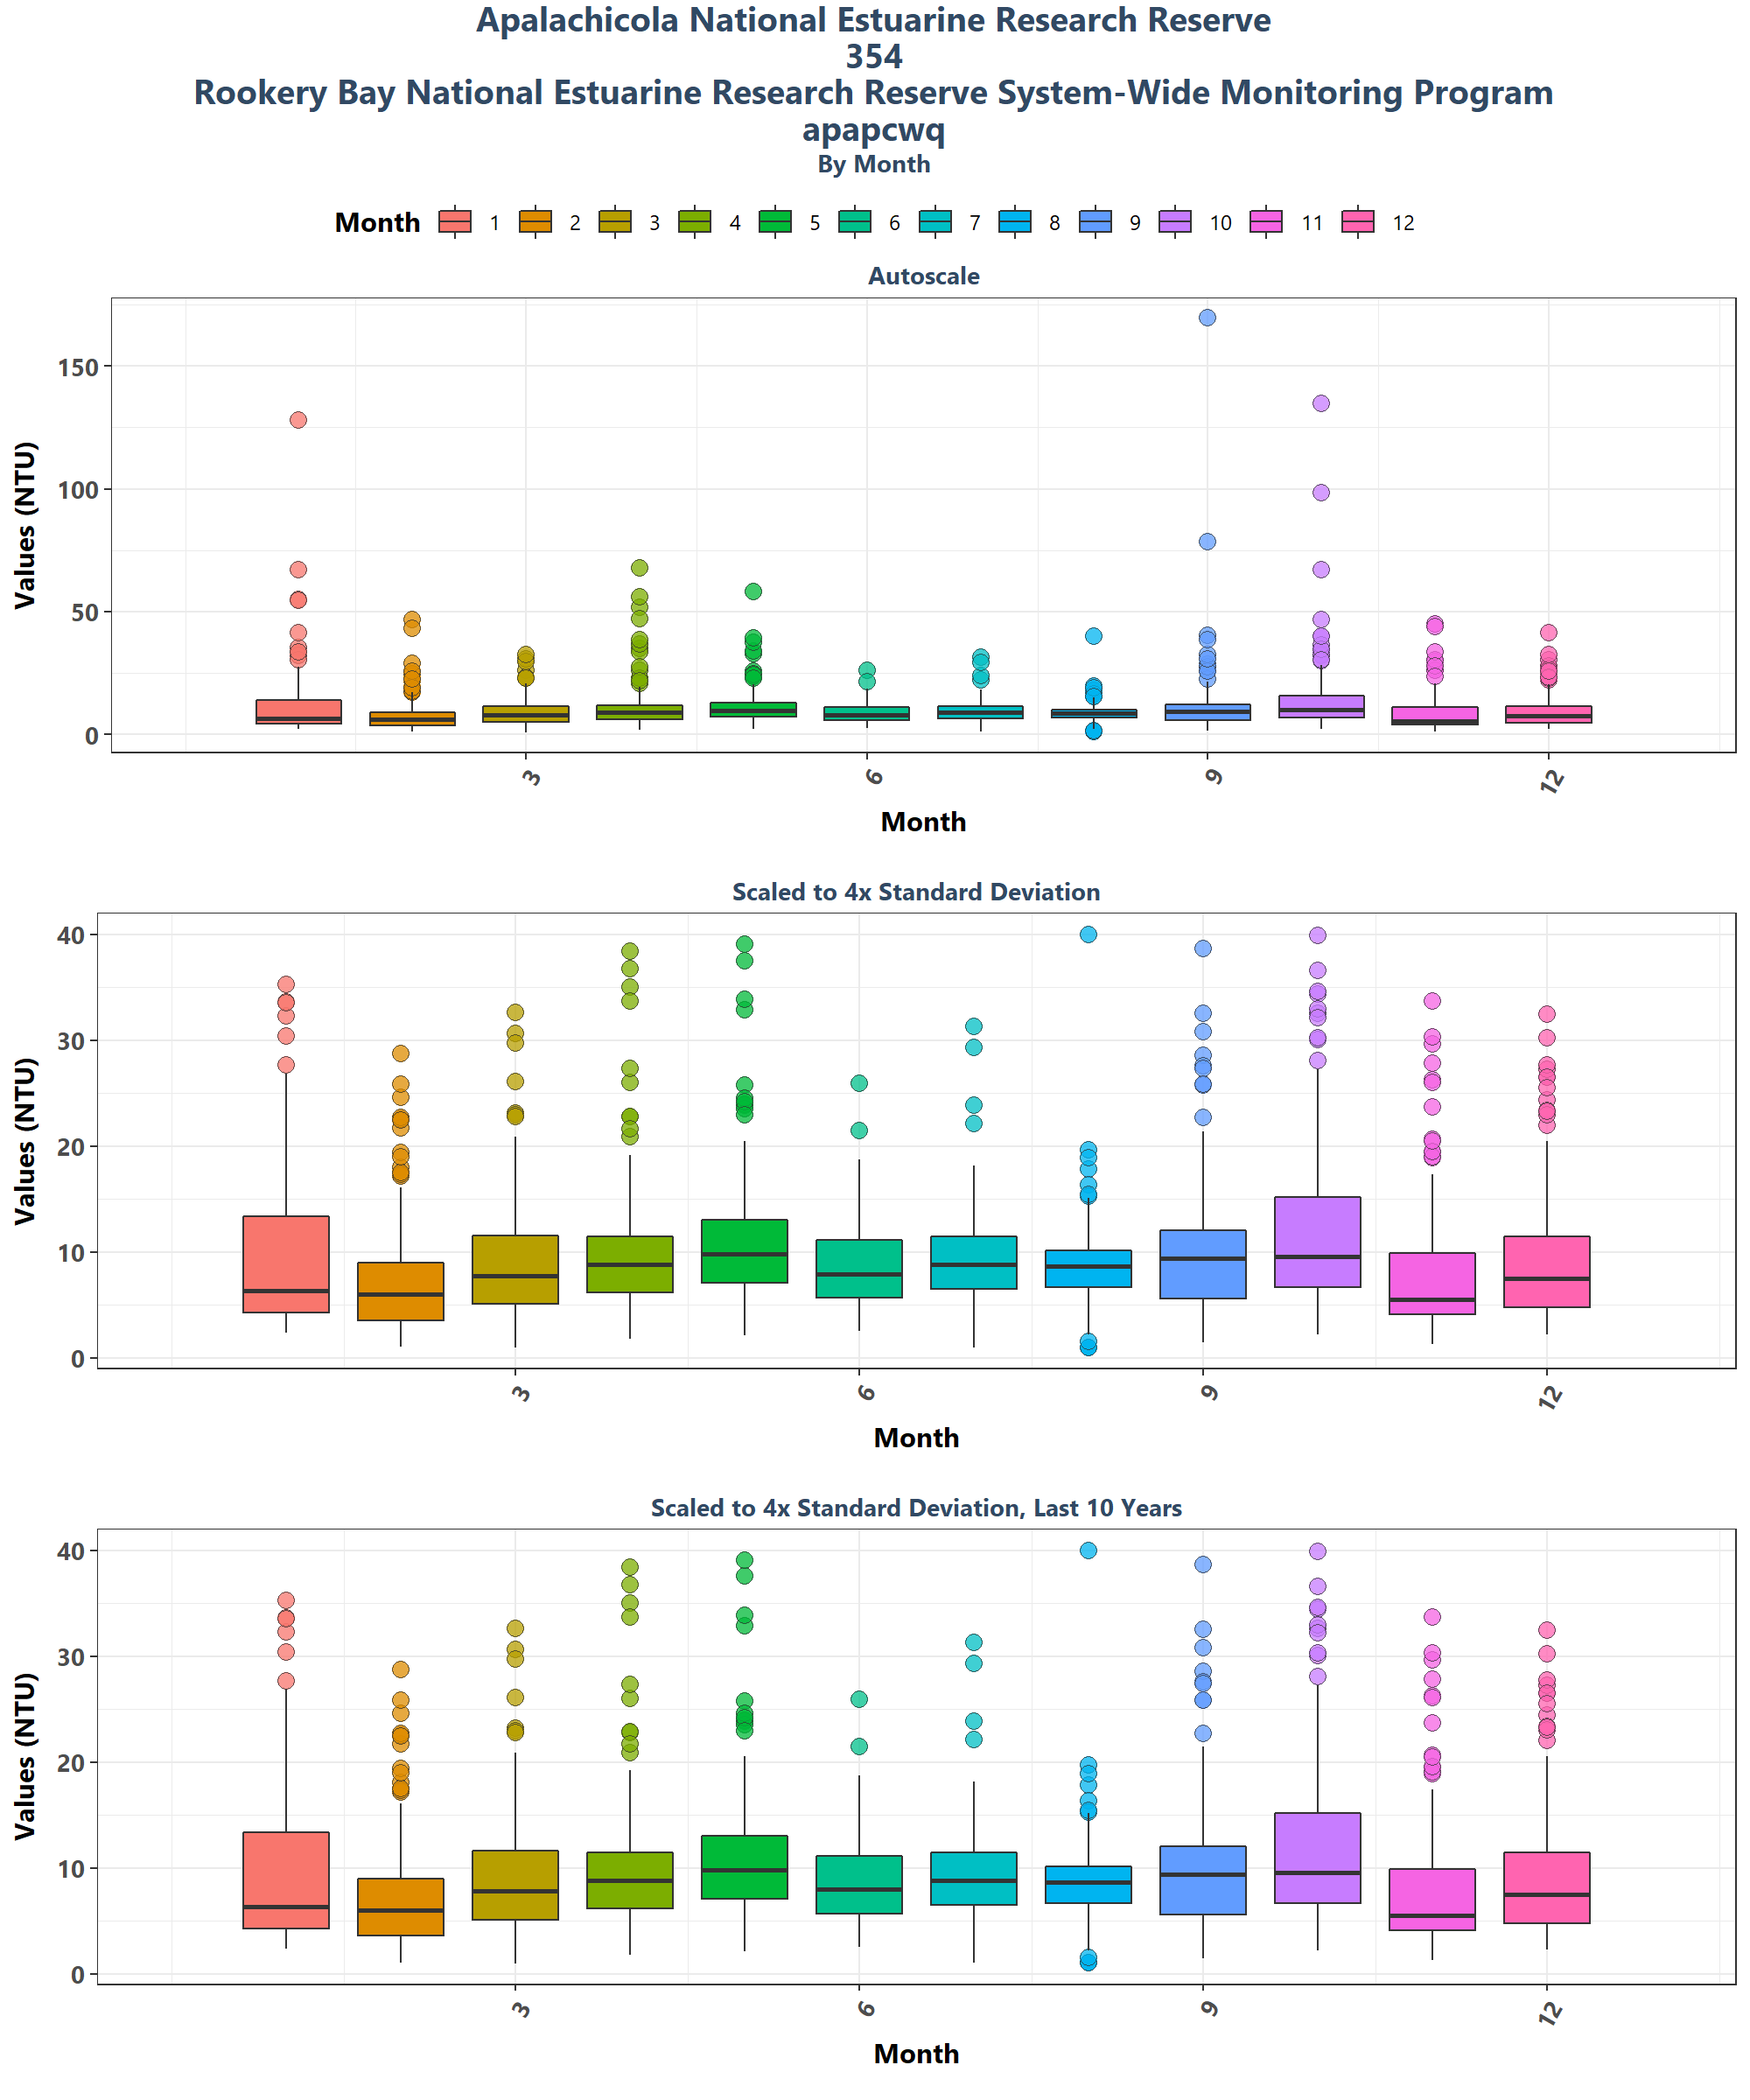 Apalachicola National Estuarine Research Reserve
354
Rookery Bay National Estuarine Research Reserve System-Wide Monitoring Program
apapcwq
By Month
Month 1 2 3 4 5 6 7 8 9 10 11 12
Autoscale
Values (NTU)
150
100
50
0
3 6 9 12
Month
Scaled to 4x Standard Deviation
Values (NTU)
40
30
20
10
0
3 6 9 12
Month
Scaled to 4x Standard Deviation, Last 10 Years
Values (NTU)
40
30
20
10
0
3 6 9 12
Month